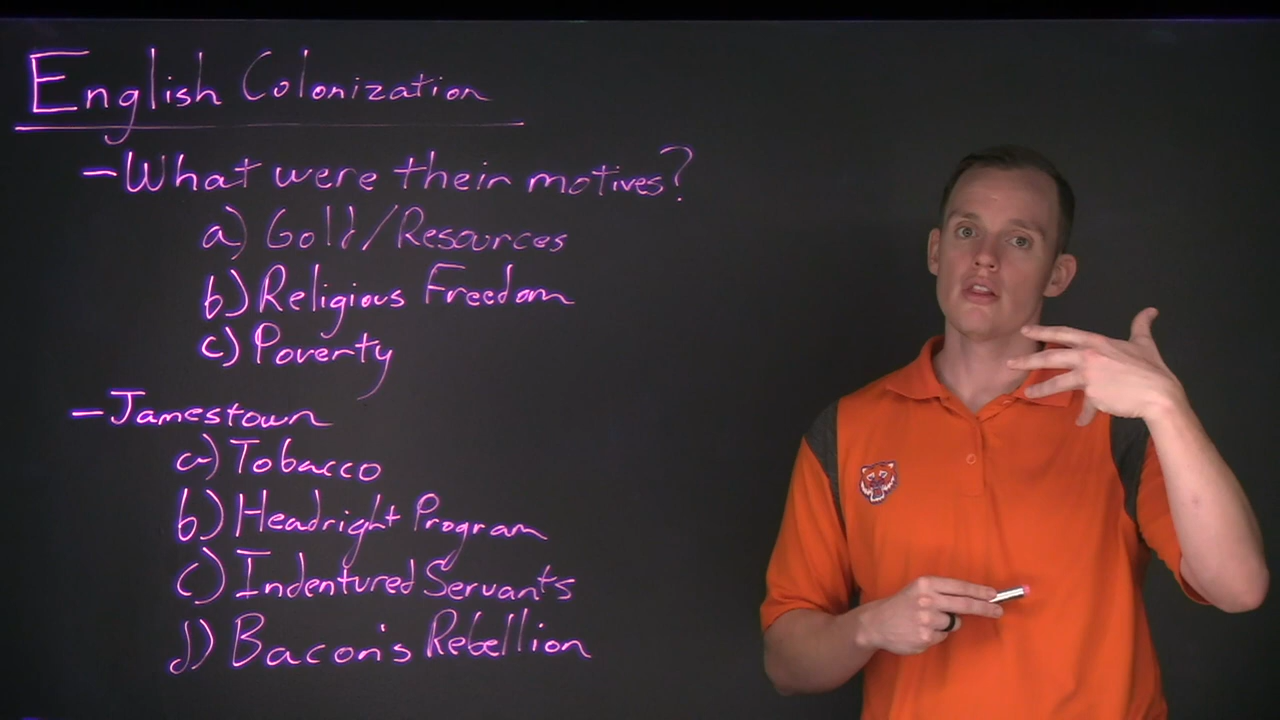 English Colonization
- What were their motives?
a) Gold/Resources
b) Religious Freedom
c) Poverty
- Jamestown
a) Tobacco
b) Headright Program
c) Indentured Servants
d) Bacon's Rebellion